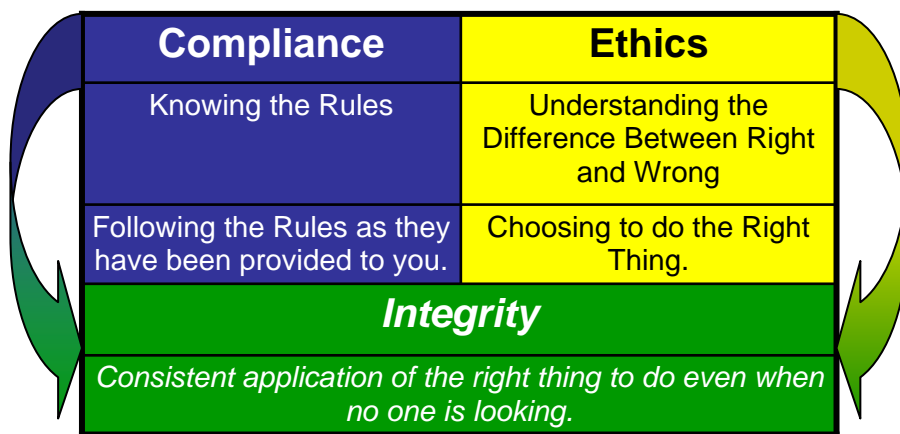 Compliance
Ethics
Knowing the Rules
Understanding the
Difference Between Right
and Wrong
Following the Rules as they
have been provided to you.
Choosing to do the Right
Thing.
Integrity
Consistent application of the right thing to do even when
no one is looking.